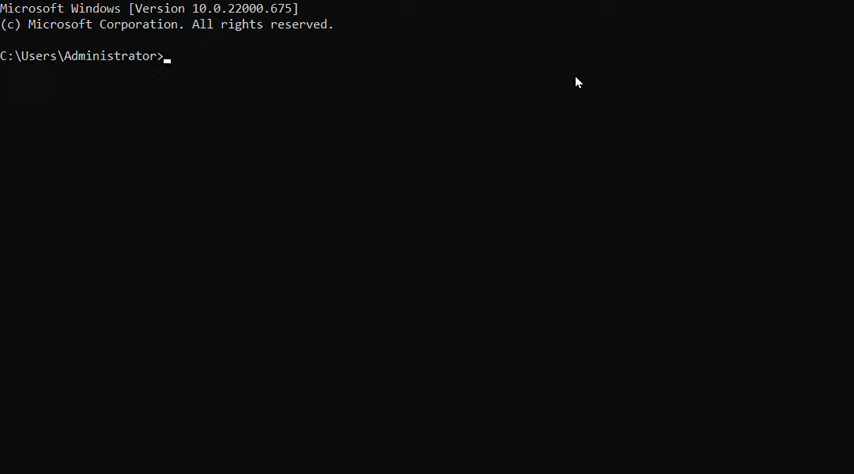 Microsoft Windows [Version 10.0.22000.675]
(c) Microsoft Corporation. All rights reserved.
C:\Users\Administrator>